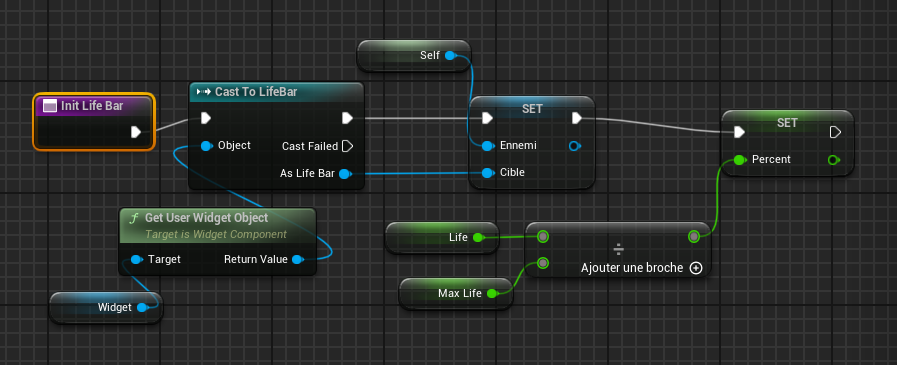 Self
Init Life Bar
Cast To LifeBar
SET
SET
Object
Cast Failed
As Life Bar
Ennemi
Cible
Percent
Get User Widget Object
Target is Widget Component
Target
Return Value
Life
÷
Ajouter une broche
Max Life
Widget